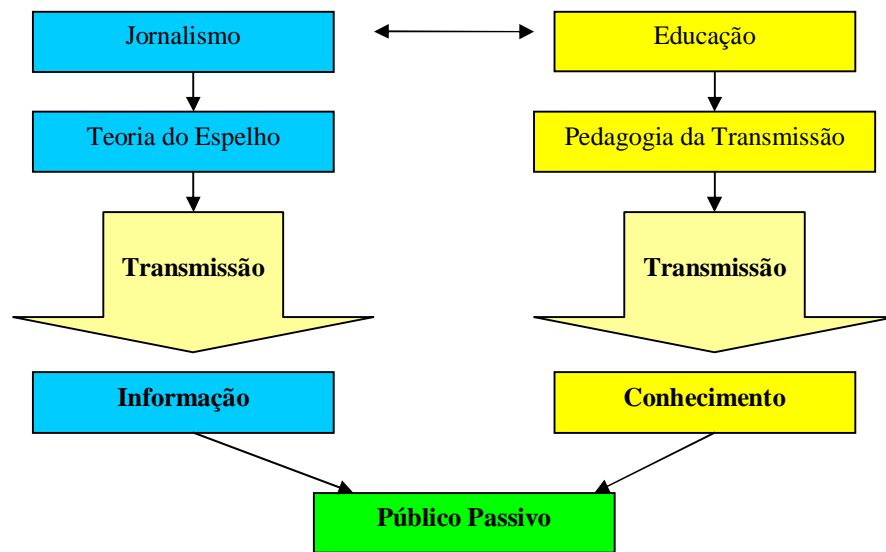 Jornalismo
Educação
Teoria do Espelho
Pedagogia da Transmissão
Transmissão
Transmissão
Informação
Conhecimento
Público Passivo